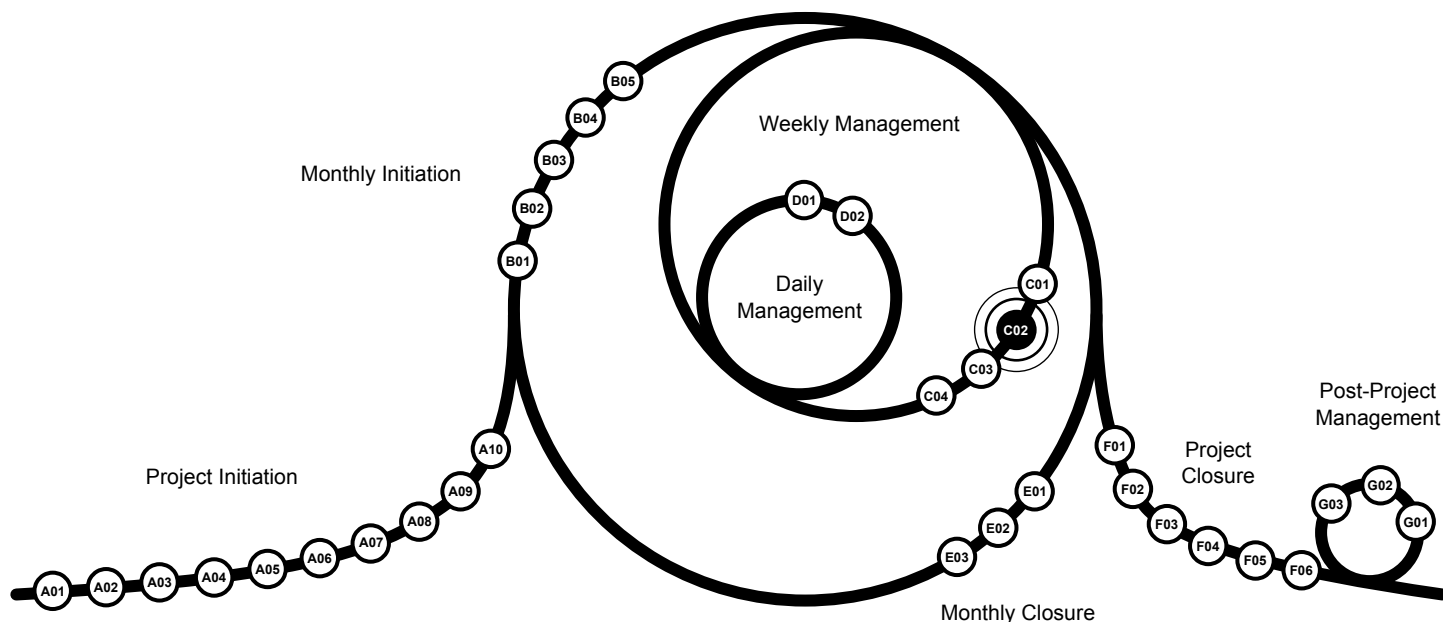 Project Initiation
A01
A02
A03
A04
A05
A06
A07
A08
A09
A10
Monthly Initiation
B01
B02
B03
B04
B05
Weekly Management
C01
C02
C03
C04
Daily
Management
D01
D02
Monthly Closure
E01
E02
E03
Project
Closure
F01
F02
F03
F04
F05
F06
Post-Project
Management
G01
G02
G03